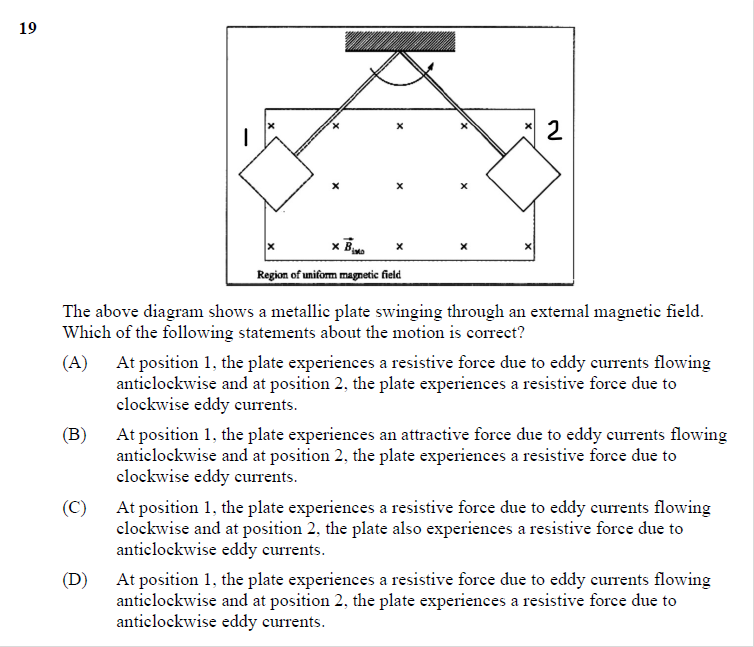 19
1
2
× × × × ×
× × ×
× × B⃗into × × ×
Region of uniform magnetic field
The above diagram shows a metallic plate swinging through an external magnetic field.
Which of the following statements about the motion is correct?
(A) At position 1, the plate experiences a resistive force due to eddy currents flowing
anticlockwise and at position 2, the plate experiences a resistive force due to
clockwise eddy currents.
(B) At position 1, the plate experiences an attractive force due to eddy currents flowing
anticlockwise and at position 2, the plate experiences a resistive force due to
clockwise eddy currents.
(C) At position 1, the plate experiences a resistive force due to eddy currents flowing
clockwise and at position 2, the plate also experiences a resistive force due to
anticlockwise eddy currents.
(D) At position 1, the plate experiences a resistive force due to eddy currents flowing
anticlockwise and at position 2, the plate experiences a resistive force due to
anticlockwise eddy currents.